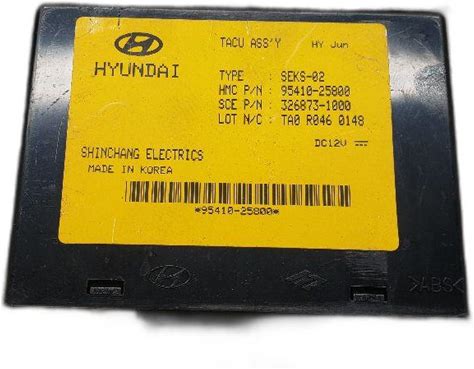 TACU ASS'Y HY Jun
HYUNDAI
TYPE : SEKS-02
HMC P/N : 95410-25800
SCE P/N : 326873-1000
LOT N/C : TA0 R046 0148
DC12V
SHINCHANG ELECTRICS
MADE IN KOREA
*95410-25800*
>ABS<